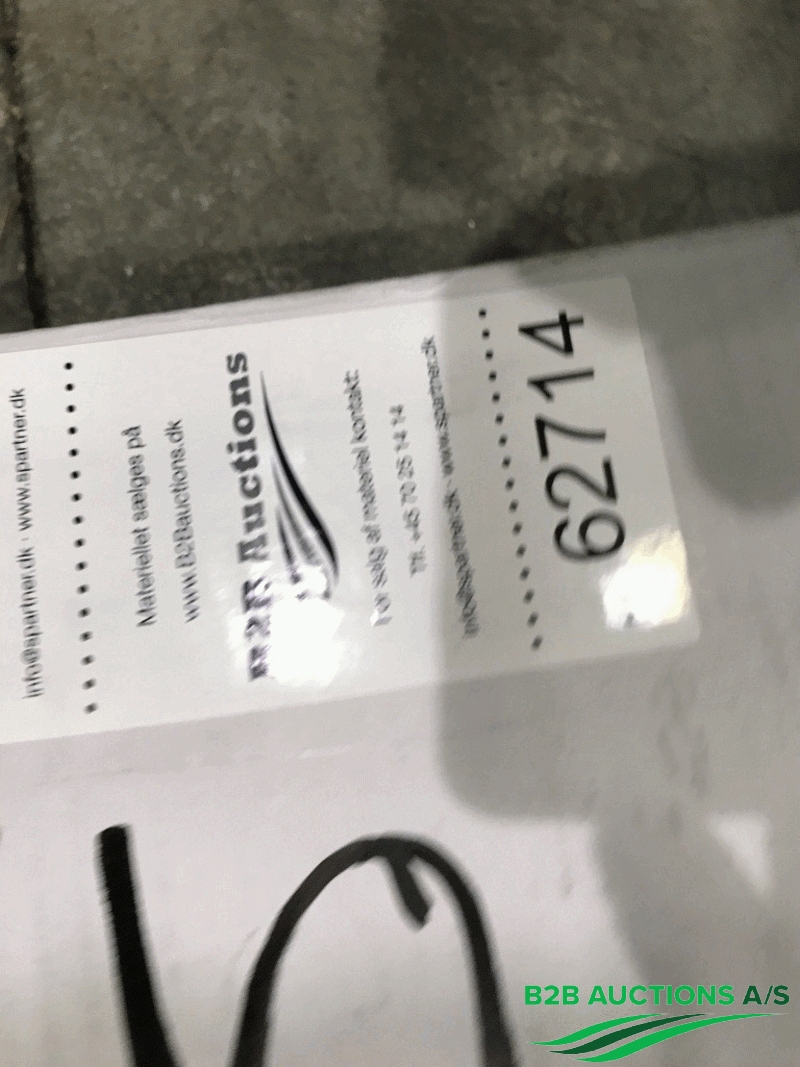 info@spartner.dk · www.spartner.dk
Materiellet sælges på
www.B2Bauctions.dk
B2B Auctions
For salg af materiel kontakt:
Tlf. +45 70 25 14 14
info@spartner.dk · www.spartner.dk
62714
B2B AUCTIONS A/S